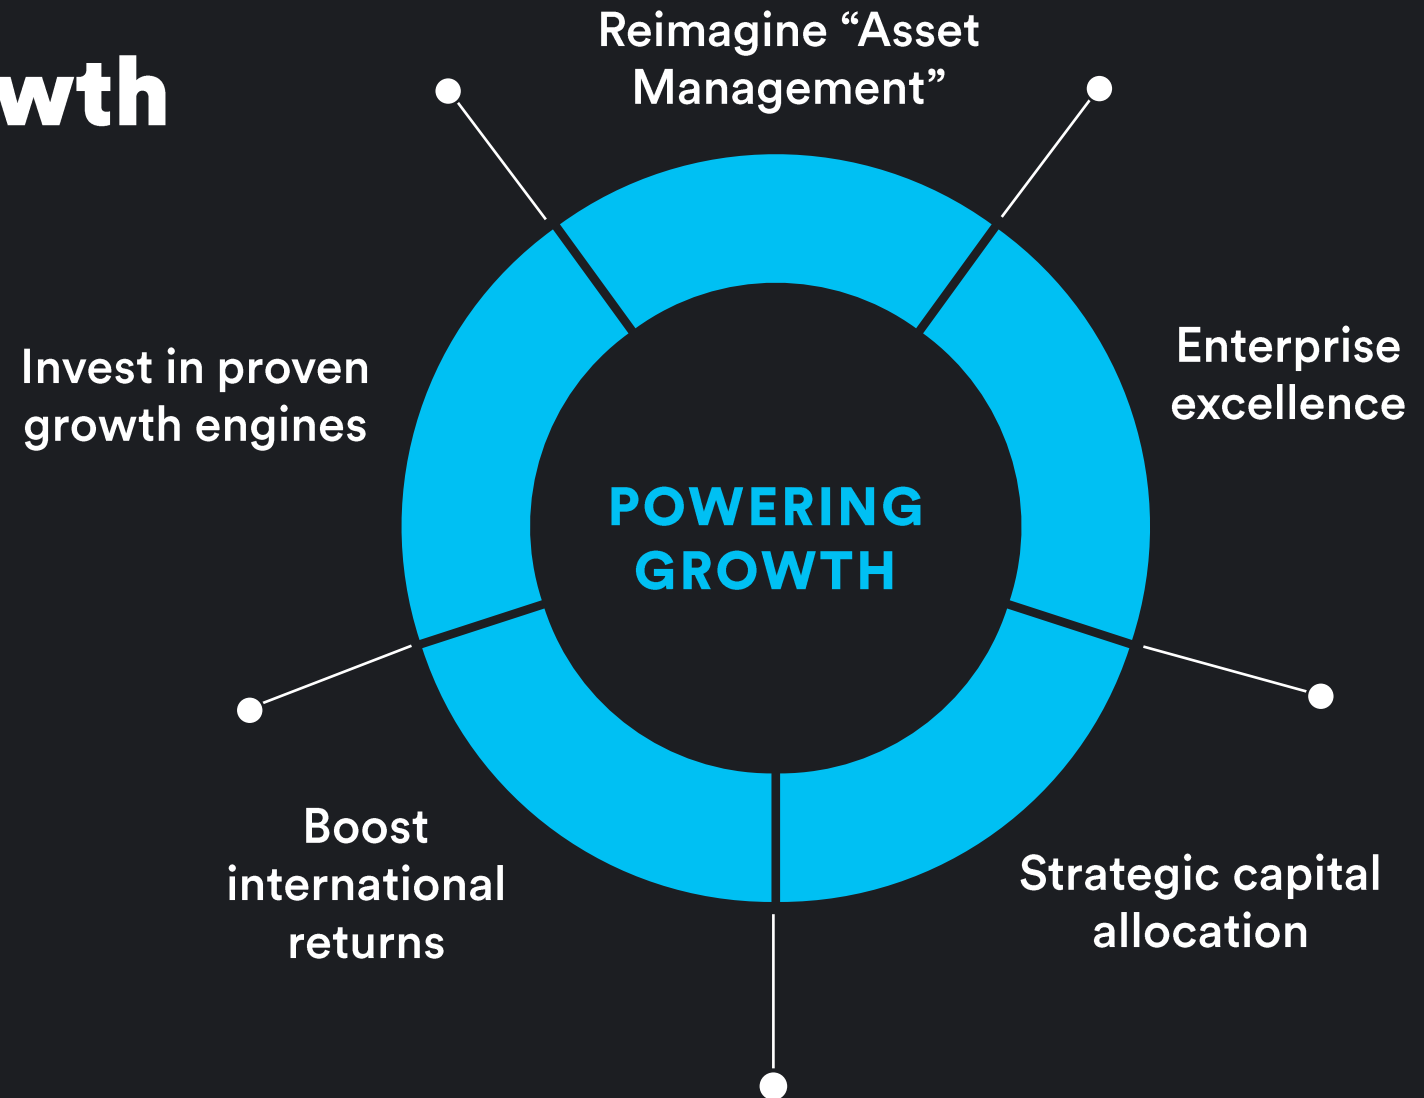 wth
Reimagine “Asset
Management”
Enterprise
excellence
Invest in proven
growth engines
POWERING
GROWTH
Boost
international
returns
Strategic capital
allocation